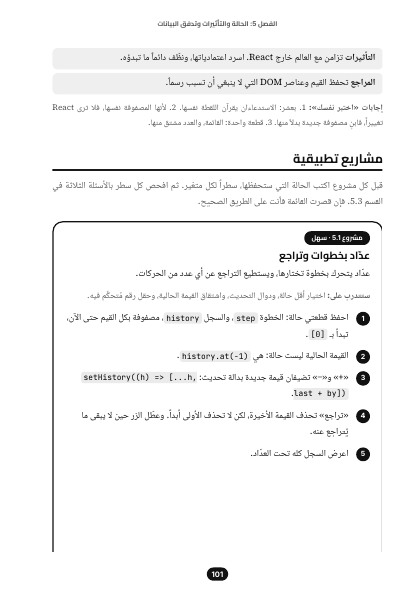 الفصل 5: الحالة والتأثيرات وتدفق البيانات
التأثيرات تزامن مع العالم خارج React. اسرد اعتمادياتها، ونظّف دائماً ما تبدؤه.
المراجع تحفظ القيم وعناصر DOM التي لا ينبغي أن تسبب رسماً.
إجابات «اختبر نفسك»: 1. بعشر: الاستدعاءان يقرآن اللقطة نفسها. 2. لأنها المصفوفة نفسها، فلا ترى React
تغييراً، فابنِ مصفوفة جديدة بدلاً منها. 3. قطعة واحدة: القائمة، والعدد مشتق منها.
مشاريع تطبيقية
قبل كل مشروع اكتب الحالة التي ستحفظها، سطراً لكل متغير. ثم افحص كل سطر بالأسئلة الثلاثة في
القسم 5.3. فإن قصرت القائمة فأنت على الطريق الصحيح.
مشروع 5.1 · سهل
عدّاد بخطوات وتراجع
عدّاد يتحرك بخطوة تختارها، ويستطيع التراجع عن أي عدد من الحركات.
ستتدرب على: اختيار أقل حالة، ودوال التحديث، واشتقاق القيمة الحالية، وحقل رقم مُتحكَّم فيه.
1 احفظ قطعتي حالة: الخطوة step، والسجل history، مصفوفة بكل القيم حتى الآن،
تبدأ بـ [0].
2 القيمة الحالية ليست حالة: هي history.at(-1).
3 «+» و«−» تضيفان قيمة جديدة بدالة تحديث: setHistory((h) => [...h,
last + by]).
4 «تراجع» تحذف القيمة الأخيرة، لكن لا تحذف الأولى أبداً. وعطّل الزر حين لا يبقى ما
يُتراجع عنه.
5 اعرض السجل كله تحت العدّاد.
101